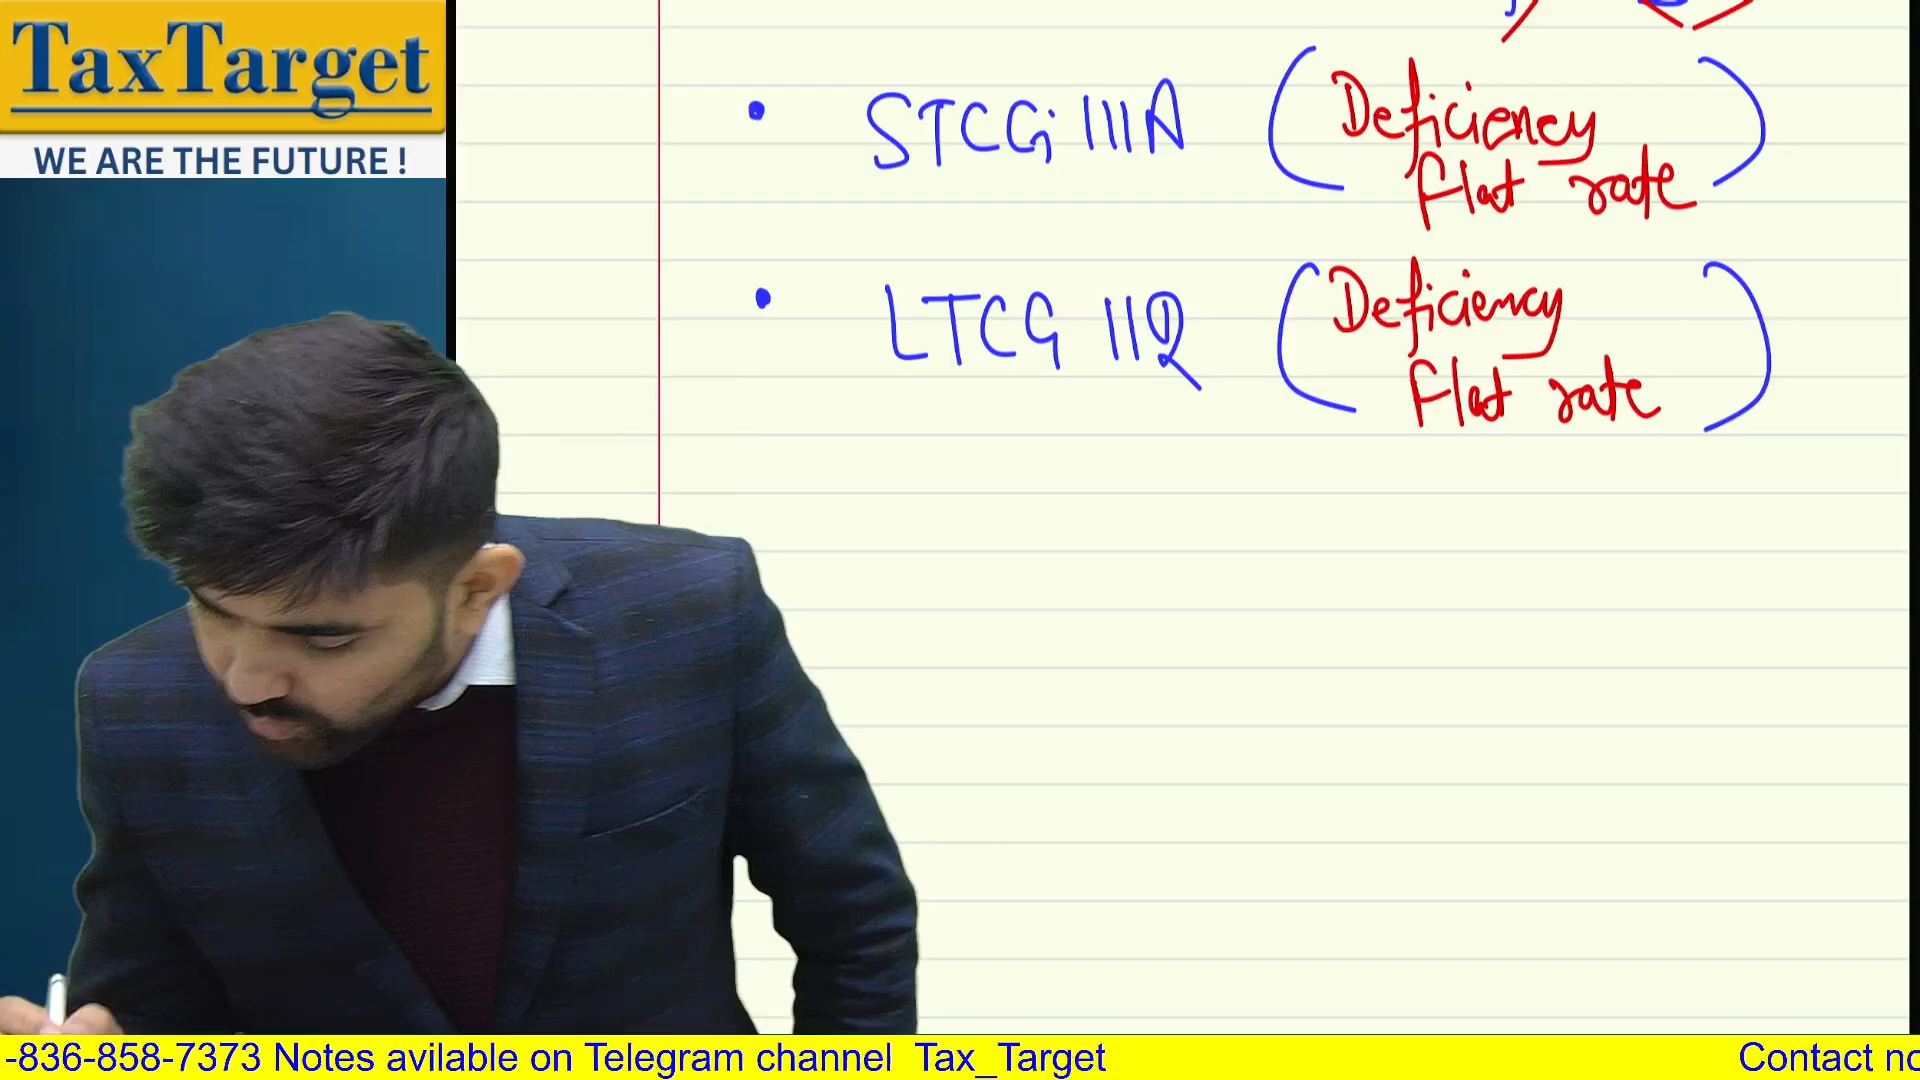 TaxTarget
WE ARE THE FUTURE !
• STCG 111A (Deficiency
Flat rate)
• LTCG 112 (Deficiency
Flat rate)
-836-858-7373 Notes avilable on Telegram channel Tax_Target
Contact no